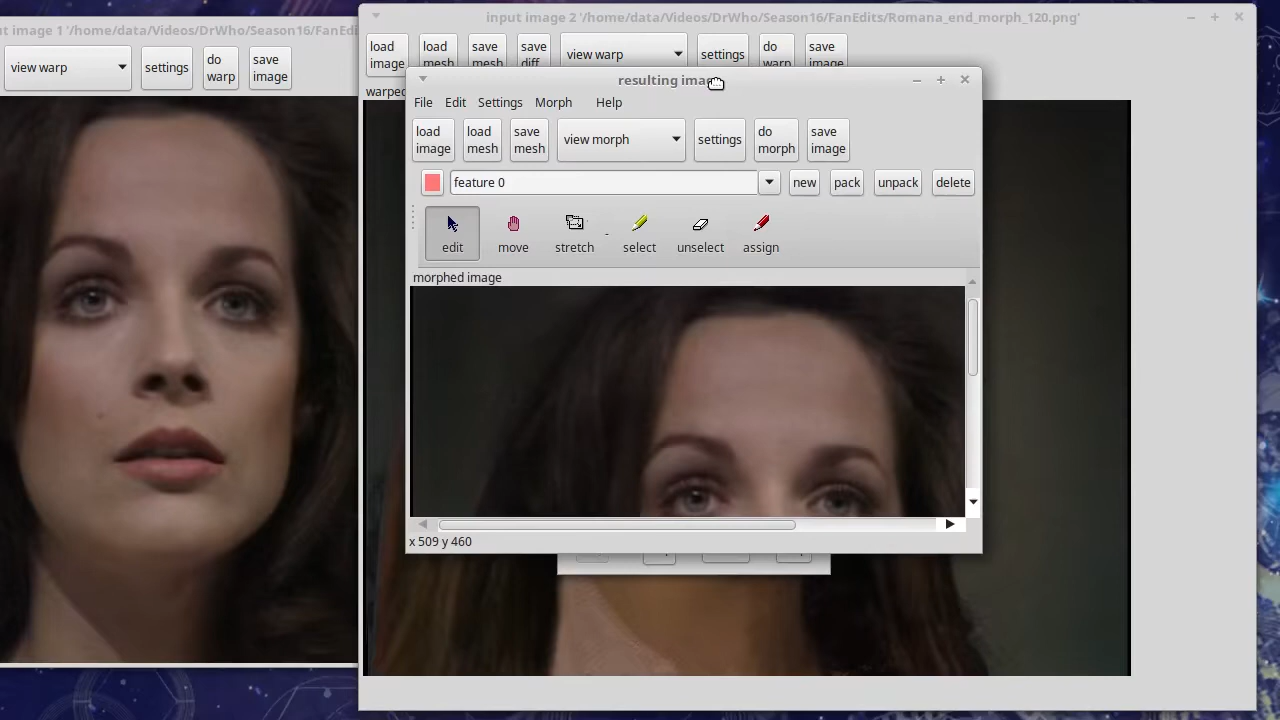 input image 2 '/home/data/Videos/DrWho/Season16/FanEdits/Romana_end_morph_120.png'
ut image 1 '/home/data/Videos/DrWho/Season16/FanEdi
view warp
settings
do warp
save image
load image
load mesh
save mesh
save diff
view warp
settings
do warp
save image
warped
resulting imag
File Edit Settings Morph Help
load image
load mesh
save mesh
view morph
settings
do morph
save image
feature 0
new
pack
unpack
delete
edit
move
stretch
select
unselect
assign
morphed image
x 509 y 460